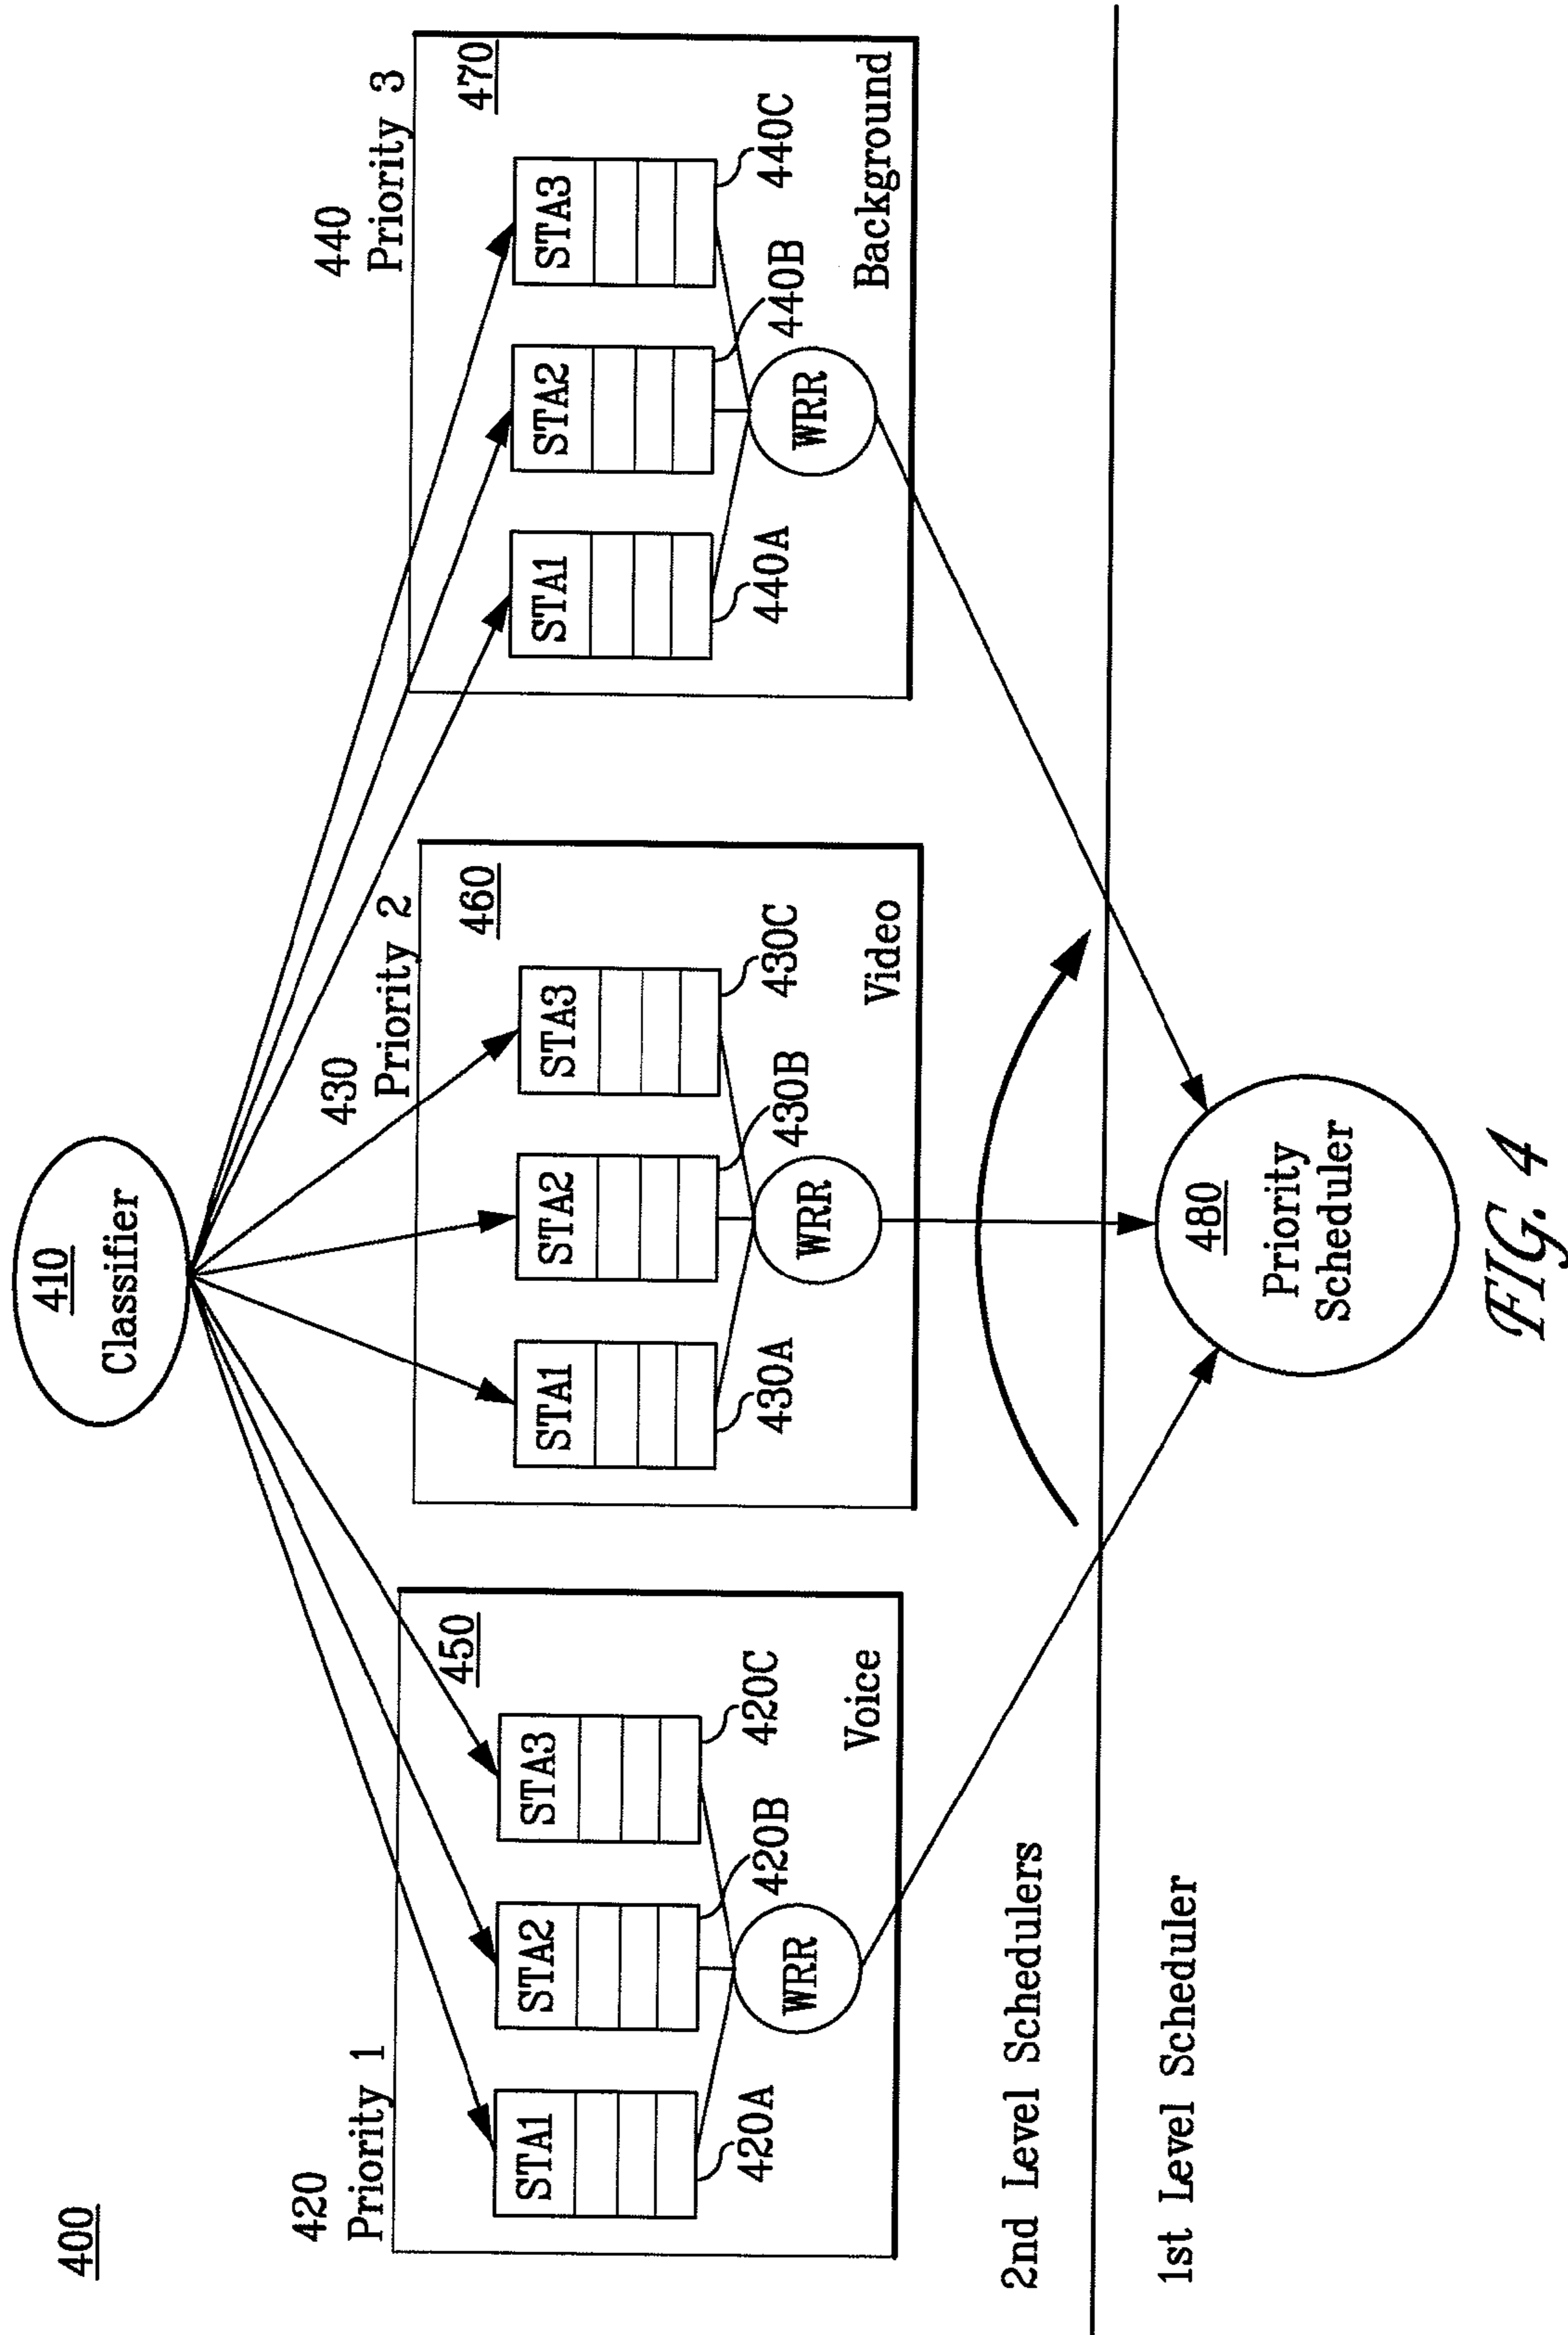 400
410
Classifier
420
Priority 1
430
Priority 2
440
Priority 3
450
STA1
STA2
STA3
420A
420B
420C
WRR
Voice
460
STA1
STA2
STA3
430A
430B
430C
WRR
Video
470
STA1
STA2
STA3
440A
440B
440C
WRR
Background
2nd Level Schedulers
1st Level Scheduler
480
Priority
Scheduler
FIG. 4